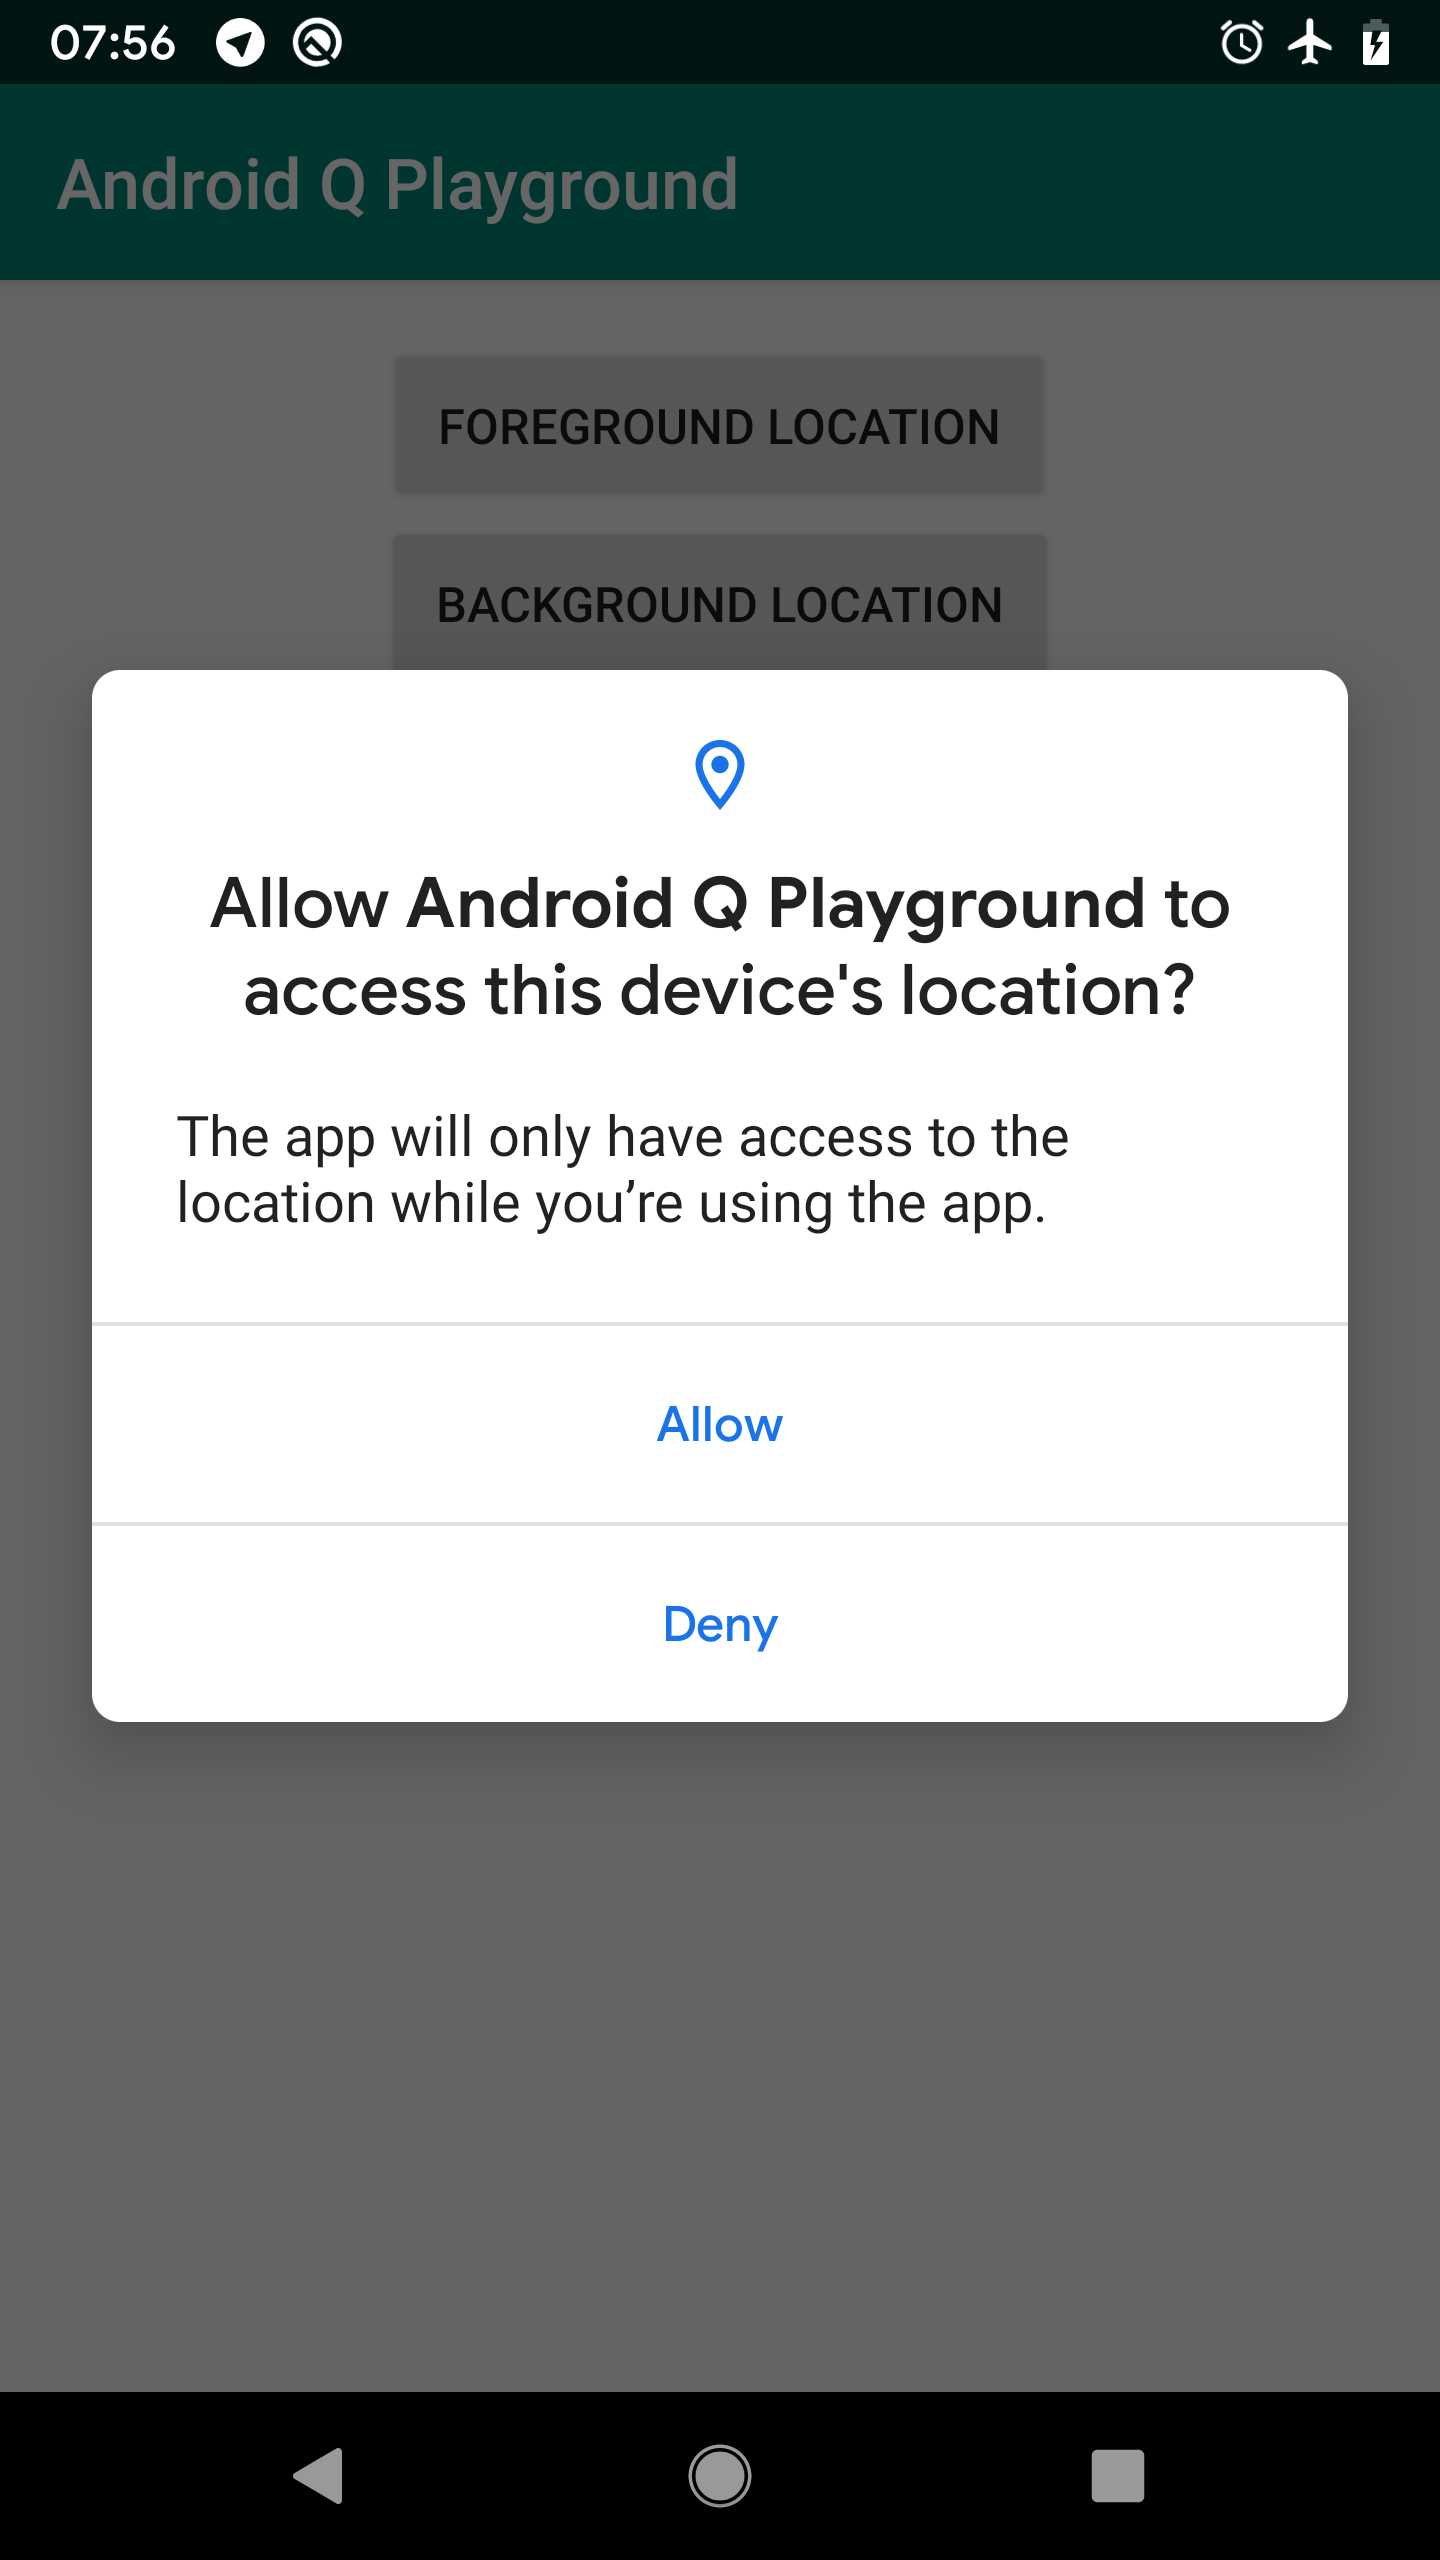 07:56
Android Q Playground
FOREGROUND LOCATION
BACKGROUND LOCATION
Allow Android Q Playground to
access this device's location?
The app will only have access to the
location while you’re using the app.
Allow
Deny